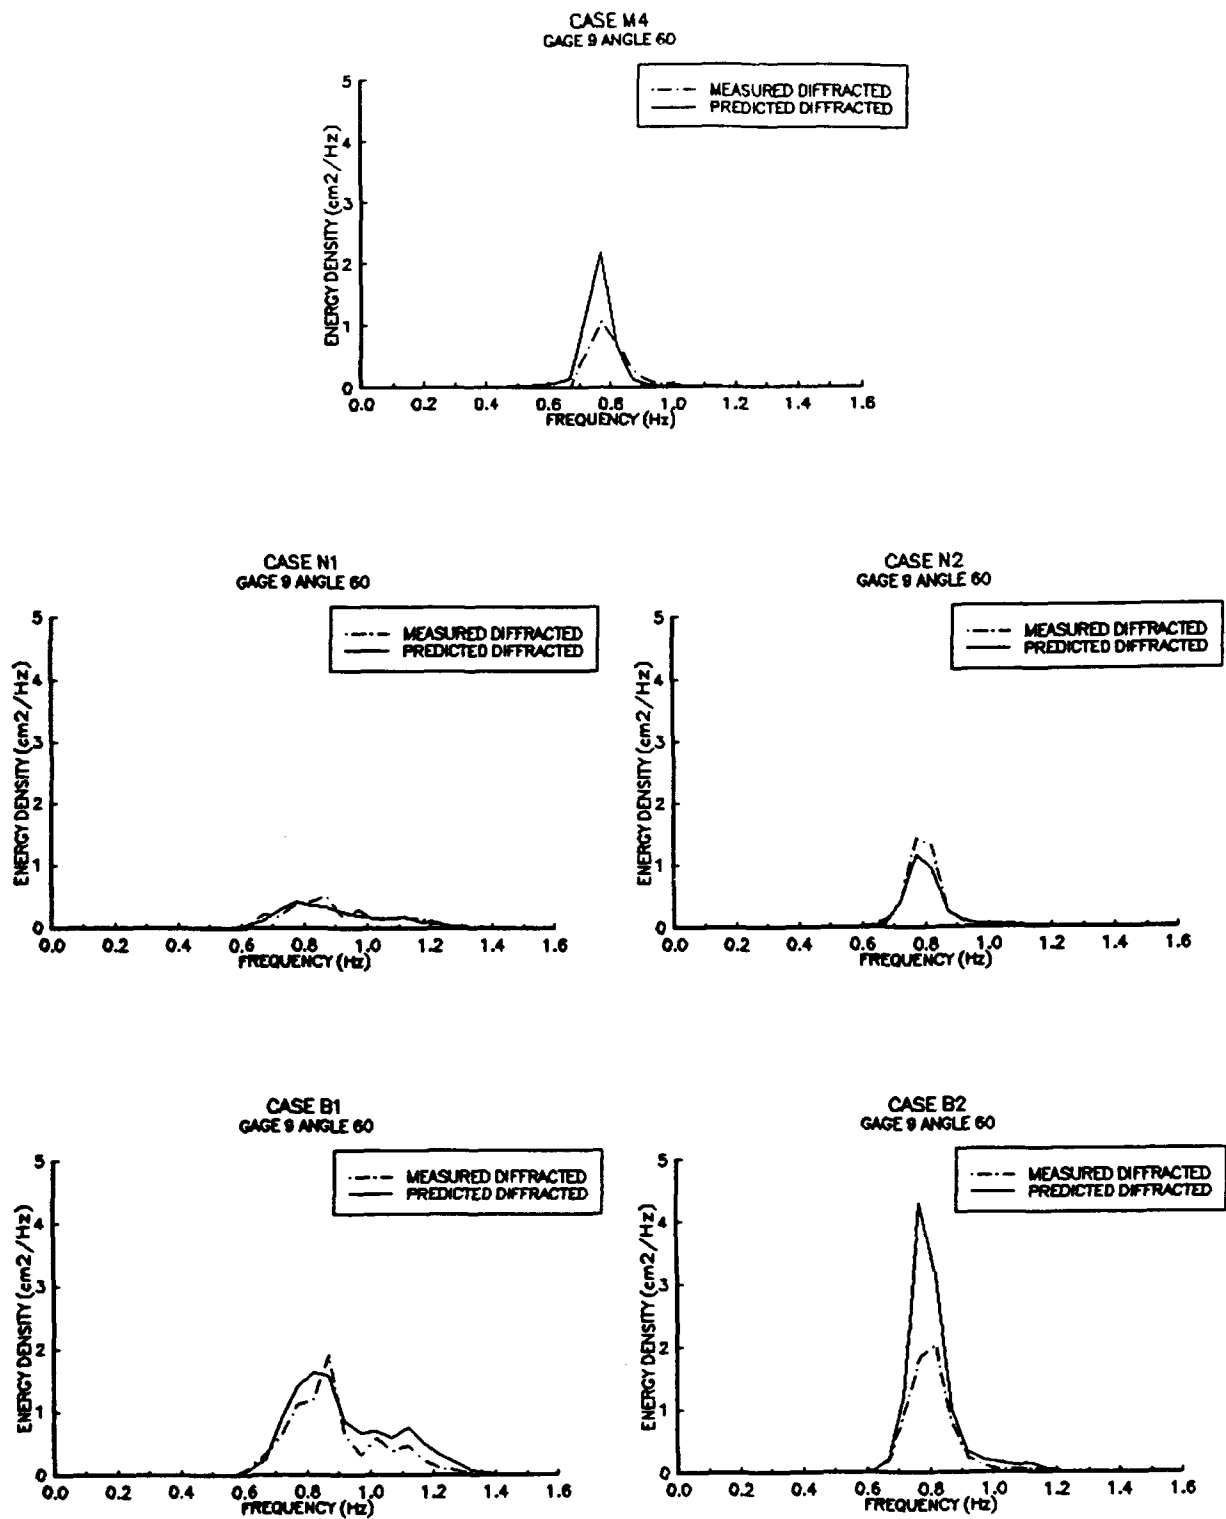 CASE M4
GAGE 9 ANGLE 60
MEASURED DIFFRACTED
PREDICTED DIFFRACTED
ENERGY DENSITY (cm2/Hz)
5
4
3
2
1
0
0.0 0.2 0.4 0.6 0.8 1.0 1.2 1.4 1.6
FREQUENCY (Hz)
CASE N1
GAGE 9 ANGLE 60
MEASURED DIFFRACTED
PREDICTED DIFFRACTED
ENERGY DENSITY (cm2/Hz)
5
4
3
2
1
0
0.0 0.2 0.4 0.6 0.8 1.0 1.2 1.4 1.6
FREQUENCY (Hz)
CASE N2
GAGE 9 ANGLE 60
MEASURED DIFFRACTED
PREDICTED DIFFRACTED
ENERGY DENSITY (cm2/Hz)
5
4
3
2
1
0
0.0 0.2 0.4 0.6 0.8 1.0 1.2 1.4 1.6
FREQUENCY (Hz)
CASE B1
GAGE 9 ANGLE 60
MEASURED DIFFRACTED
PREDICTED DIFFRACTED
ENERGY DENSITY (cm2/Hz)
5
4
3
2
1
0
0.0 0.2 0.4 0.6 0.8 1.0 1.2 1.4 1.6
FREQUENCY (Hz)
CASE B2
GAGE 9 ANGLE 60
MEASURED DIFFRACTED
PREDICTED DIFFRACTED
ENERGY DENSITY (cm2/Hz)
5
4
3
2
1
0
0.0 0.2 0.4 0.6 0.8 1.0 1.2 1.4 1.6
FREQUENCY (Hz)